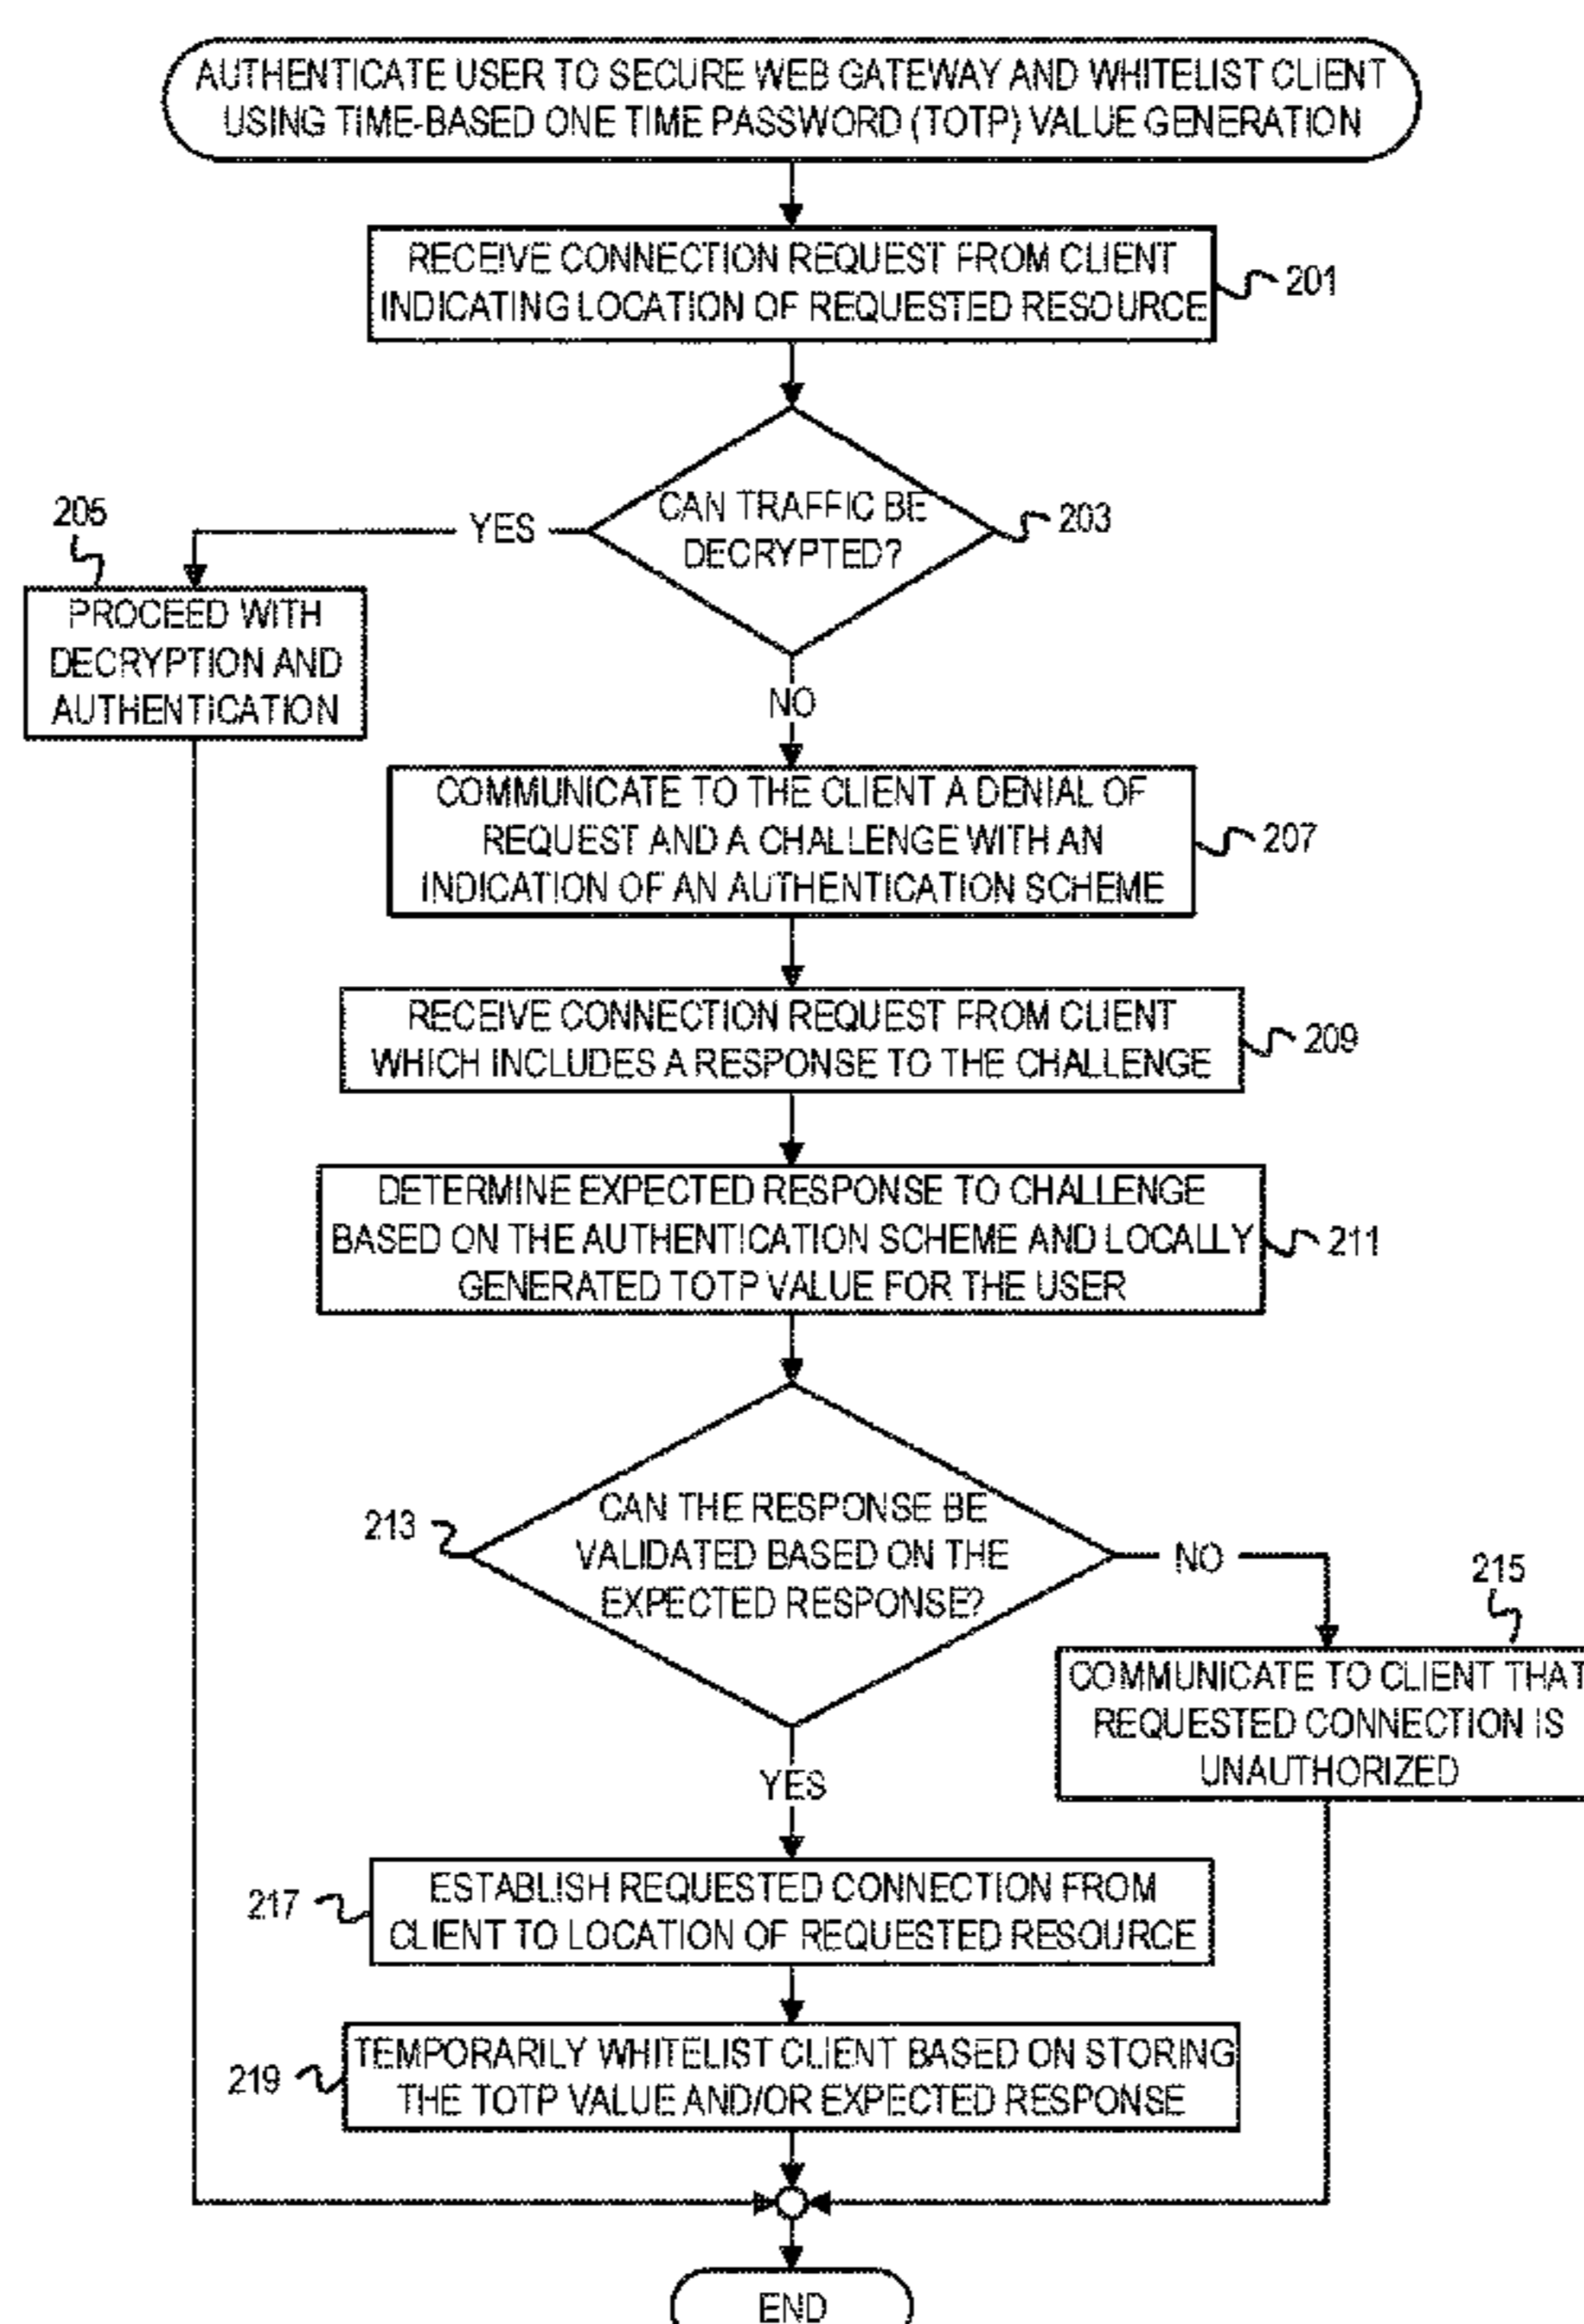 AUTHENTICATE USER TO SECURE WEB GATEWAY AND WHITELIST CLIENT
USING TIME-BASED ONE TIME PASSWORD (TOTP) VALUE GENERATION
RECEIVE CONNECTION REQUEST FROM CLIENT
INDICATING LOCATION OF REQUESTED RESOURCE
201
CAN TRAFFIC BE
DECRYPTED?
203
YES
205
PROCEED WITH
DECRYPTION AND
AUTHENTICATION
NO
COMMUNICATE TO THE CLIENT A DENIAL OF
REQUEST AND A CHALLENGE WITH AN
INDICATION OF AN AUTHENTICATION SCHEME
207
RECEIVE CONNECTION REQUEST FROM CLIENT
WHICH INCLUDES A RESPONSE TO THE CHALLENGE
209
DETERMINE EXPECTED RESPONSE TO CHALLENGE
BASED ON THE AUTHENTICATION SCHEME AND LOCALLY
GENERATED TOTP VALUE FOR THE USER
211
213
CAN THE RESPONSE BE
VALIDATED BASED ON THE
EXPECTED RESPONSE?
NO
215
COMMUNICATE TO CLIENT THAT
REQUESTED CONNECTION IS
UNAUTHORIZED
YES
217
ESTABLISH REQUESTED CONNECTION FROM
CLIENT TO LOCATION OF REQUESTED RESOURCE
219
TEMPORARILY WHITELIST CLIENT BASED ON STORING
THE TOTP VALUE AND/OR EXPECTED RESPONSE
END